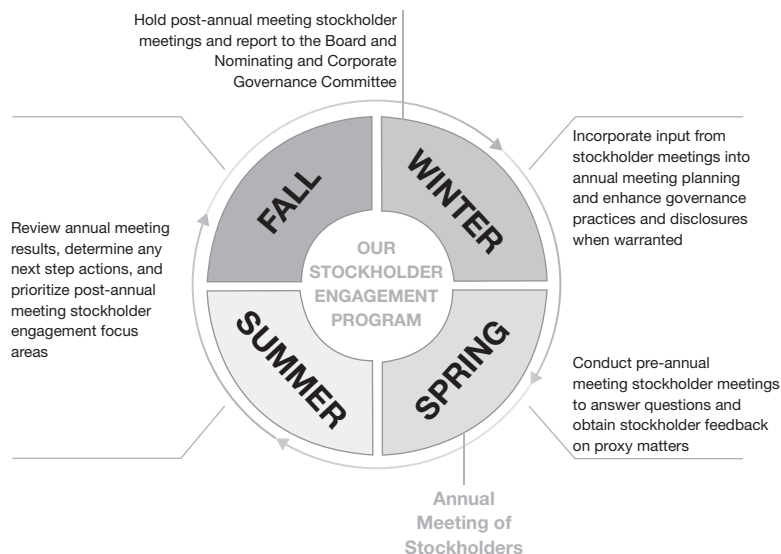 Hold post-annual meeting stockholder
meetings and report to the Board and
Nominating and Corporate
Governance Committee
FALL
WINTER
Incorporate input from
stockholder meetings into
annual meeting planning
and enhance governance
practices and disclosures
when warranted
Review annual meeting
results, determine any
next step actions, and
prioritize post-annual
meeting stockholder
engagement focus
areas
OUR
STOCKHOLDER
ENGAGEMENT
PROGRAM
SUMMER
SPRING
Conduct pre-annual
meeting stockholder meetings
to answer questions and
obtain stockholder feedback
on proxy matters
Annual
Meeting of
Stockholders